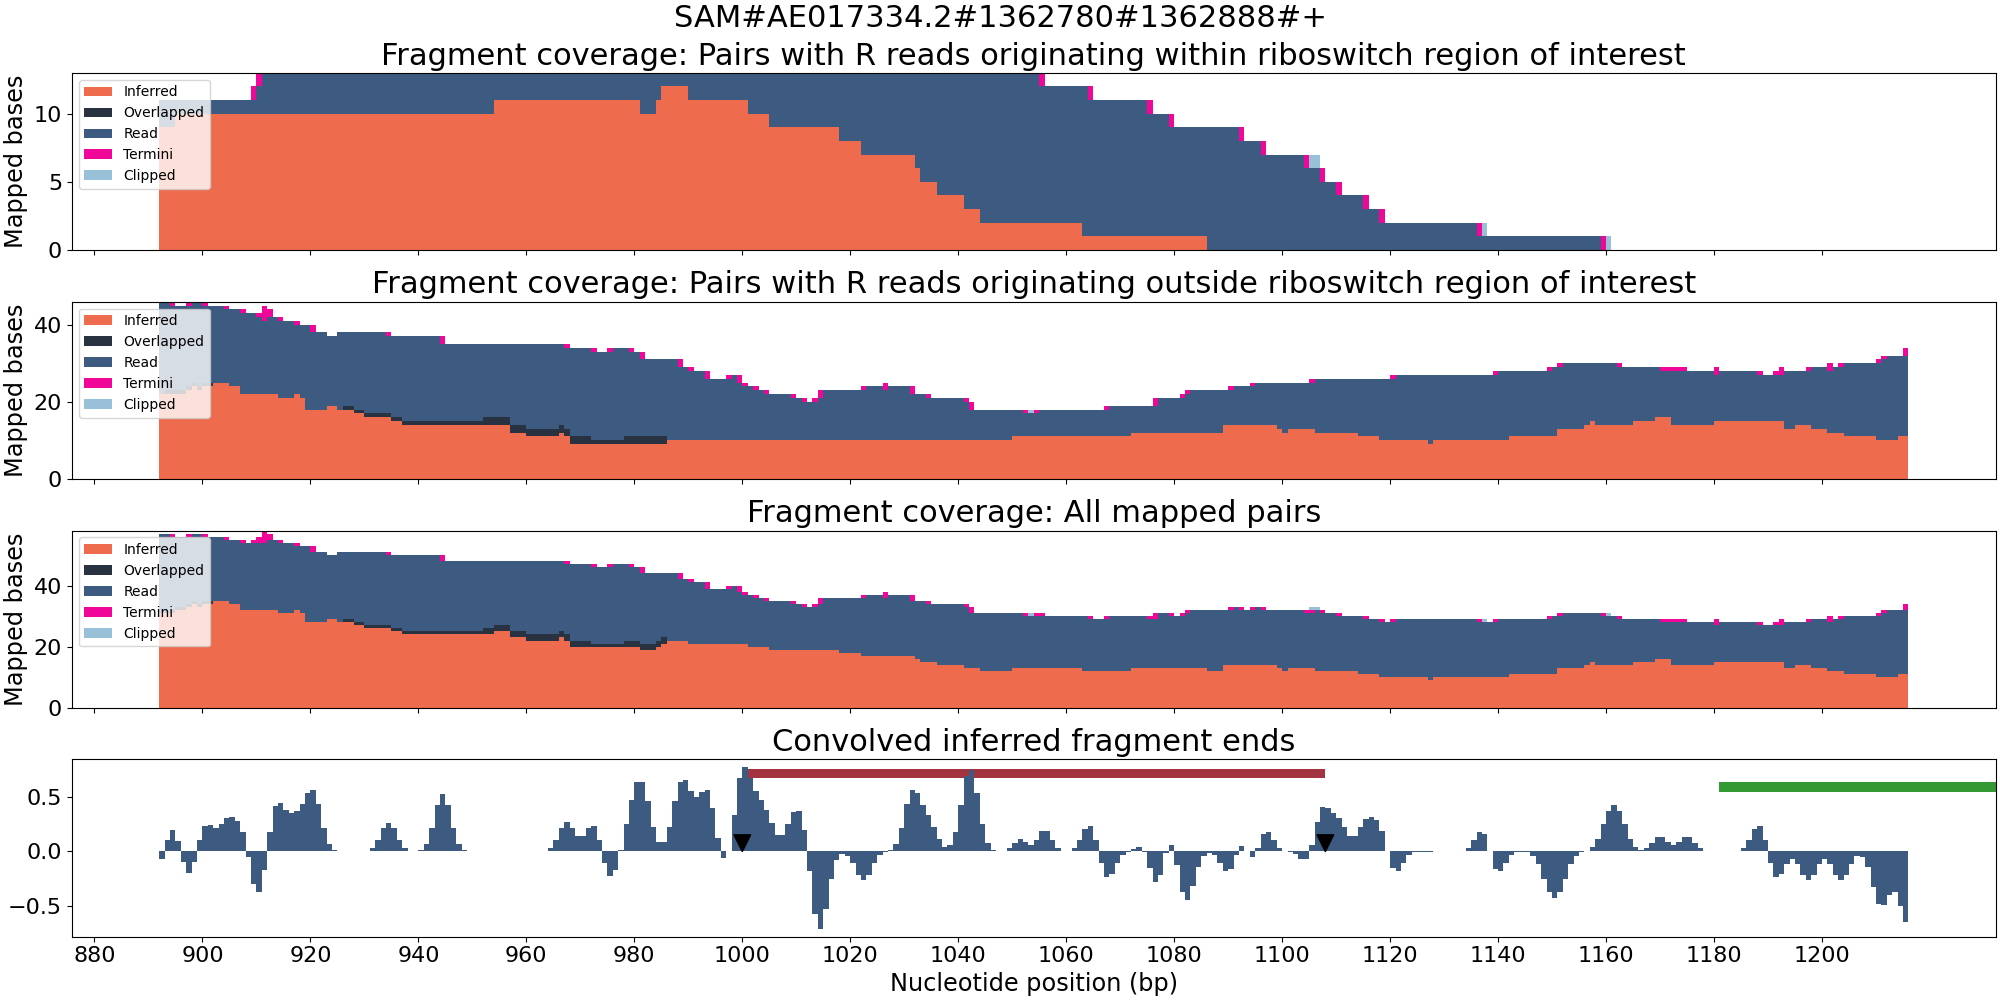 SAM#AE017334.2#1362780#1362888#+
Fragment coverage: Pairs with R reads originating within riboswitch region of interest
Mapped bases
10
5
0
Inferred
Overlapped
Read
Termini
Clipped
Fragment coverage: Pairs with R reads originating outside riboswitch region of interest
Mapped bases
40
20
0
Inferred
Overlapped
Read
Termini
Clipped
Fragment coverage: All mapped pairs
Mapped bases
40
20
0
Inferred
Overlapped
Read
Termini
Clipped
Convolved inferred fragment ends
0.5
0.0
−0.5
880 900 920 940 960 980 1000 1020 1040 1060 1080 1100 1120 1140 1160 1180 1200
Nucleotide position (bp)